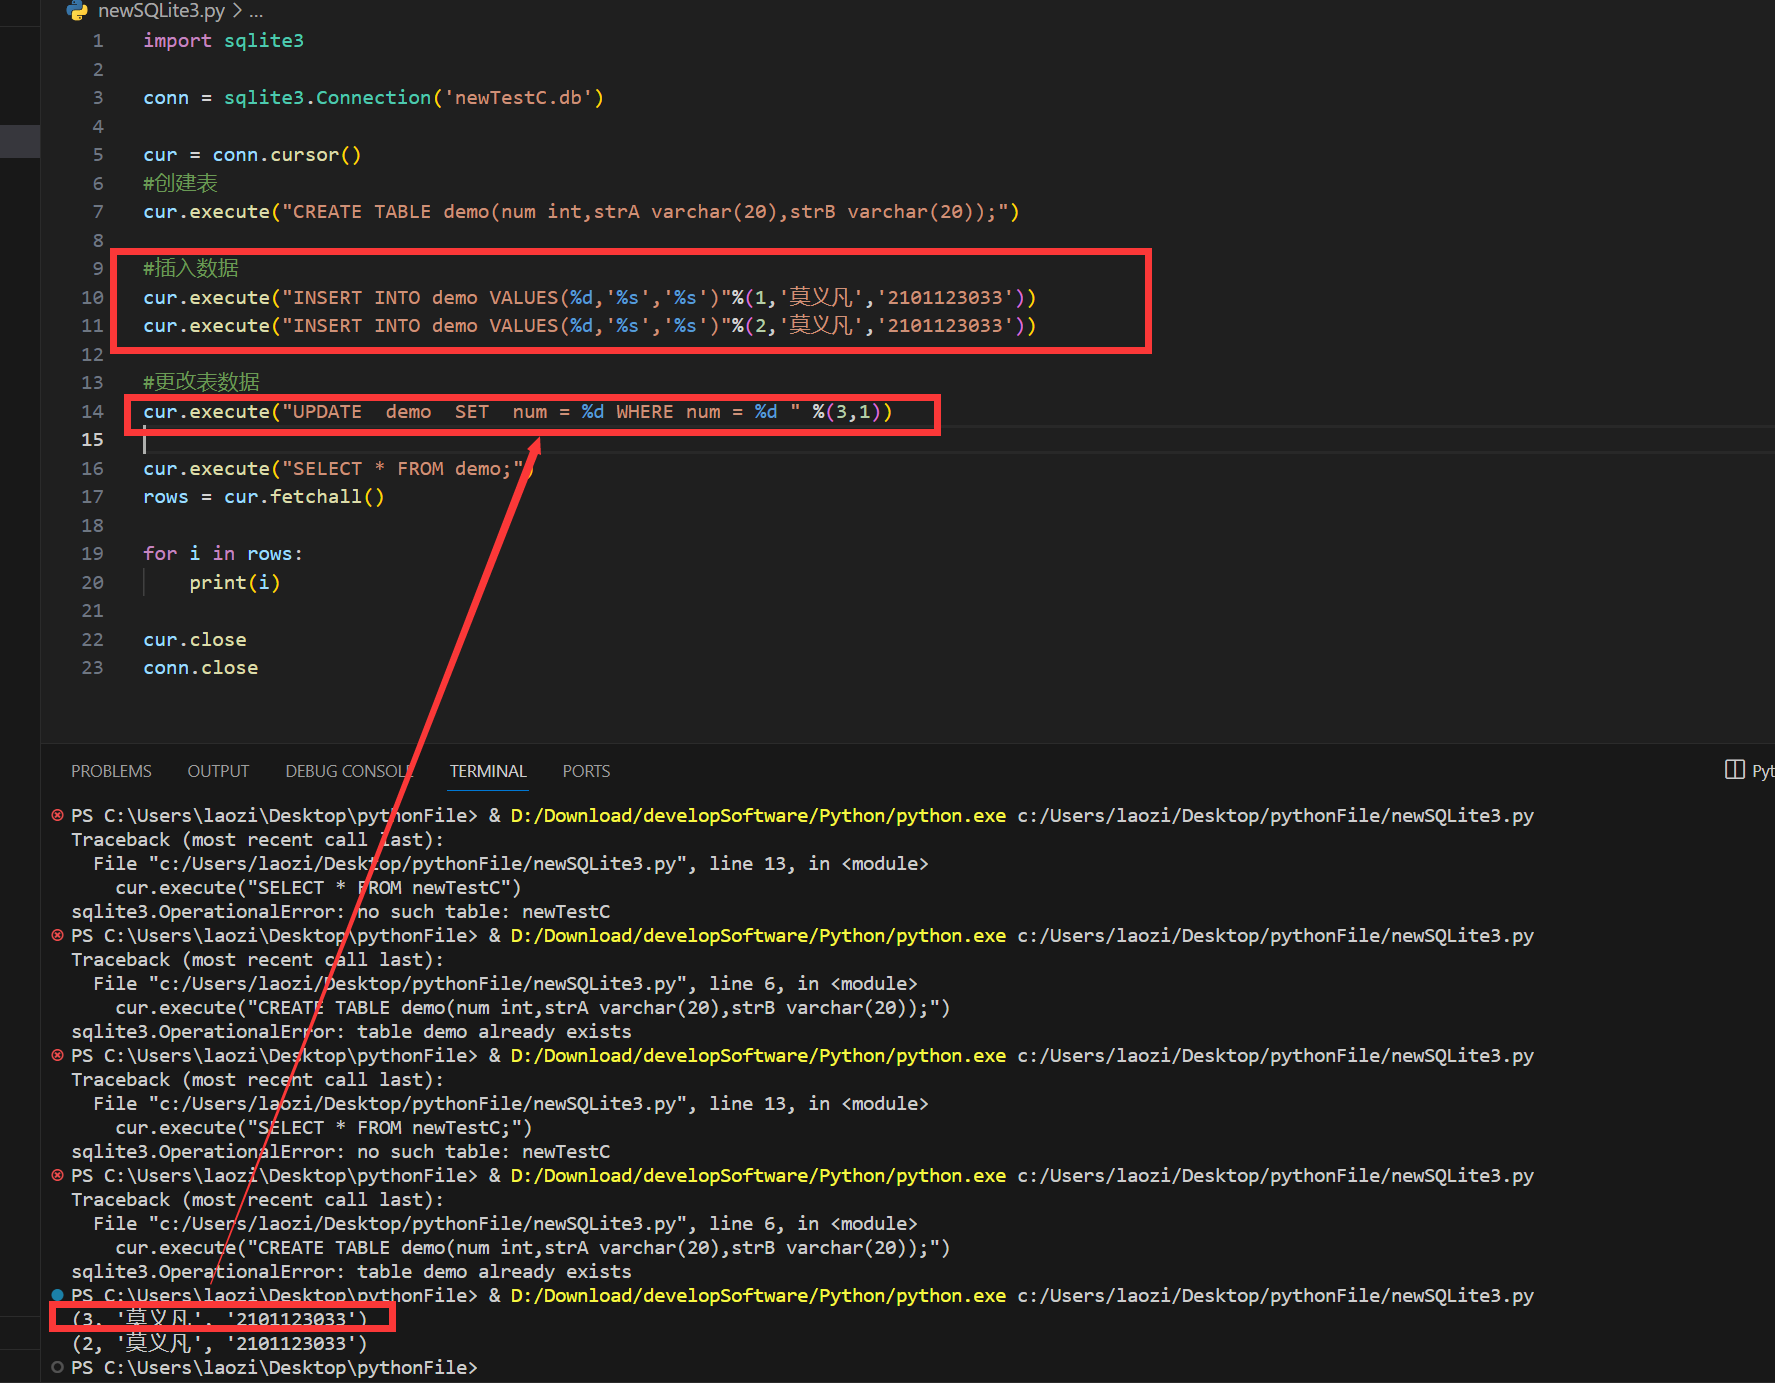 newSQLite3.py > ...
1 import sqlite3
2
3 conn = sqlite3.Connection('newTestC.db')
4
5 cur = conn.cursor()
6 #创建表
7 cur.execute("CREATE TABLE demo(num int,strA varchar(20),strB varchar(20));")
8
9 #插入数据
10 cur.execute("INSERT INTO demo VALUES(%d,'%s','%s')"%(1,'莫义凡','2101123033'))
11 cur.execute("INSERT INTO demo VALUES(%d,'%s','%s')"%(2,'莫义凡','2101123033'))
12
13 #更改表数据
14 cur.execute("UPDATE  demo  SET  num = %d WHERE num = %d " %(3,1))
15
16 cur.execute("SELECT * FROM demo;")
17 rows = cur.fetchall()
18
19 for i in rows:
20     print(i)
21
22 cur.close
23 conn.close
PROBLEMS OUTPUT DEBUG CONSOLE TERMINAL PORTS Pyt
PS C:\Users\laozi\Desktop\pythonFile> & D:/Download/developSoftware/Python/python.exe c:/Users/laozi/Desktop/pythonFile/newSQLite3.py
Traceback (most recent call last):
  File "c:/Users/laozi/Desktop/pythonFile/newSQLite3.py", line 13, in <module>
    cur.execute("SELECT * FROM newTestC")
sqlite3.OperationalError: no such table: newTestC
PS C:\Users\laozi\Desktop\pythonFile> & D:/Download/developSoftware/Python/python.exe c:/Users/laozi/Desktop/pythonFile/newSQLite3.py
Traceback (most recent call last):
  File "c:/Users/laozi/Desktop/pythonFile/newSQLite3.py", line 6, in <module>
    cur.execute("CREATE TABLE demo(num int,strA varchar(20),strB varchar(20));")
sqlite3.OperationalError: table demo already exists
PS C:\Users\laozi\Desktop\pythonFile> & D:/Download/developSoftware/Python/python.exe c:/Users/laozi/Desktop/pythonFile/newSQLite3.py
Traceback (most recent call last):
  File "c:/Users/laozi/Desktop/pythonFile/newSQLite3.py", line 13, in <module>
    cur.execute("SELECT * FROM newTestC;")
sqlite3.OperationalError: no such table: newTestC
PS C:\Users\laozi\Desktop\pythonFile> & D:/Download/developSoftware/Python/python.exe c:/Users/laozi/Desktop/pythonFile/newSQLite3.py
Traceback (most recent call last):
  File "c:/Users/laozi/Desktop/pythonFile/newSQLite3.py", line 6, in <module>
    cur.execute("CREATE TABLE demo(num int,strA varchar(20),strB varchar(20));")
sqlite3.OperationalError: table demo already exists
PS C:\Users\laozi\Desktop\pythonFile> & D:/Download/developSoftware/Python/python.exe c:/Users/laozi/Desktop/pythonFile/newSQLite3.py
(3, '莫义凡', '2101123033')
(2, '莫义凡', '2101123033')
PS C:\Users\laozi\Desktop\pythonFile>